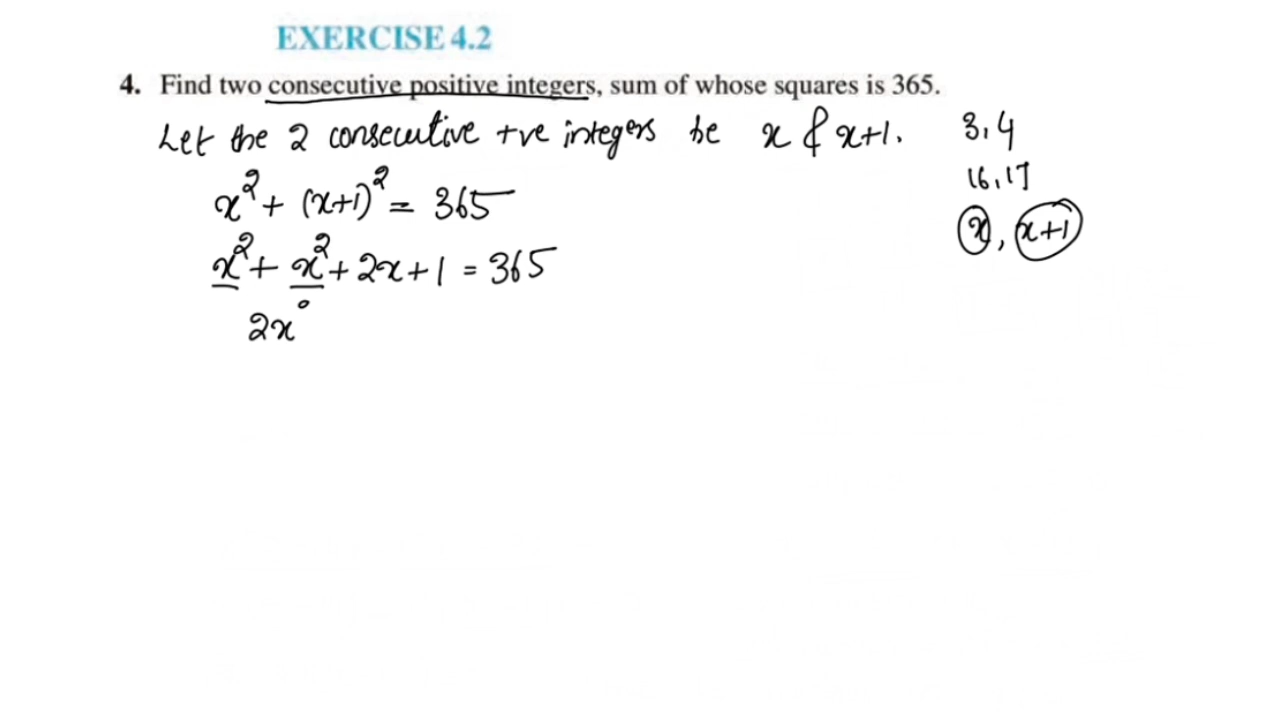 EXERCISE 4.2
4. Find two consecutive positive integers, sum of whose squares is 365.
Let the 2 consecutive +ve integers be x & x+1.
3,4
16,17
x² + (x+1)² = 365
x, x+1
x² + x² + 2x + 1 = 365
2x